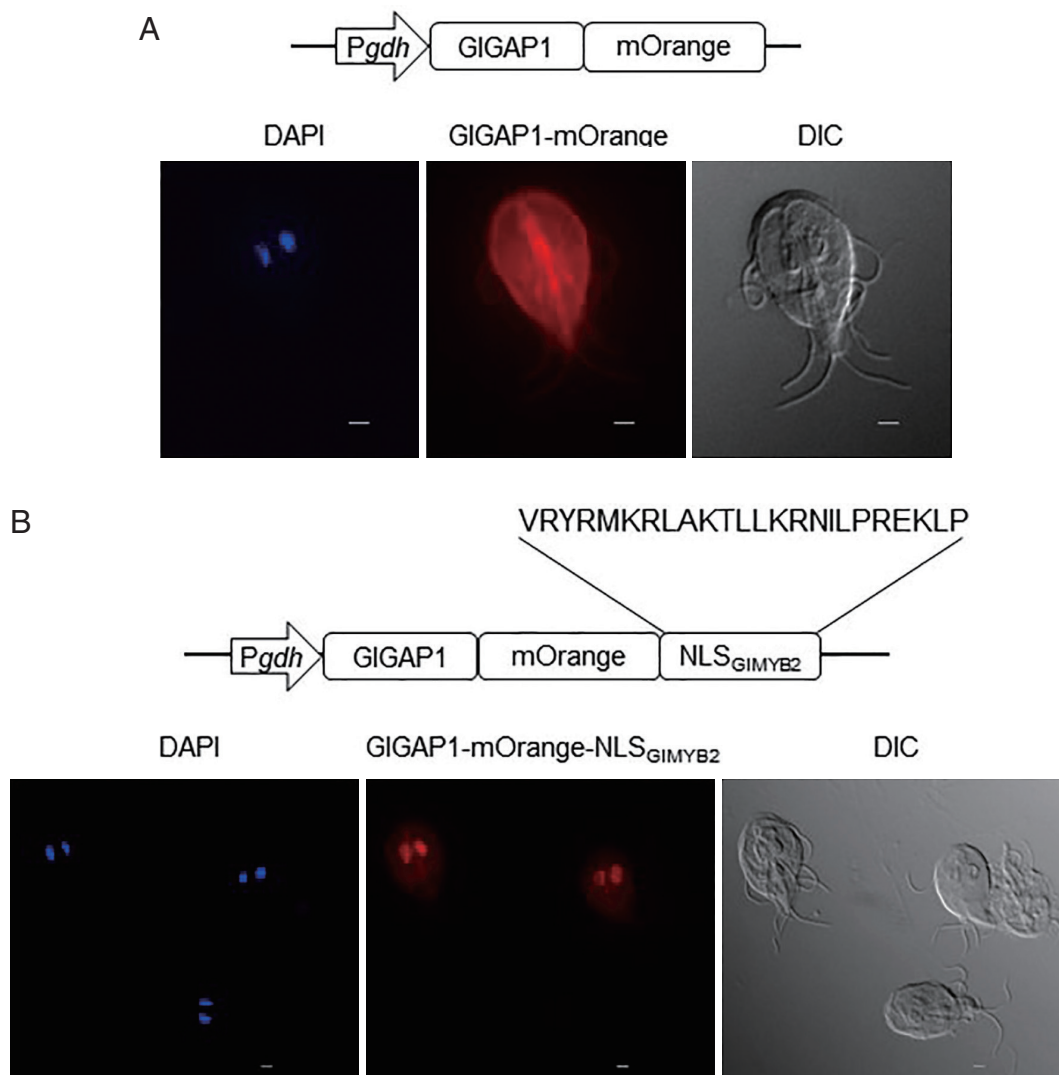 A
Pgdh GlGAP1 mOrange
DAPI GlGAP1-mOrange DIC
B
VRYRMKRLAKTLLKRNILPREKLP
Pgdh GlGAP1 mOrange NLSGlMYB2
DAPI GlGAP1-mOrange-NLSGlMYB2 DIC